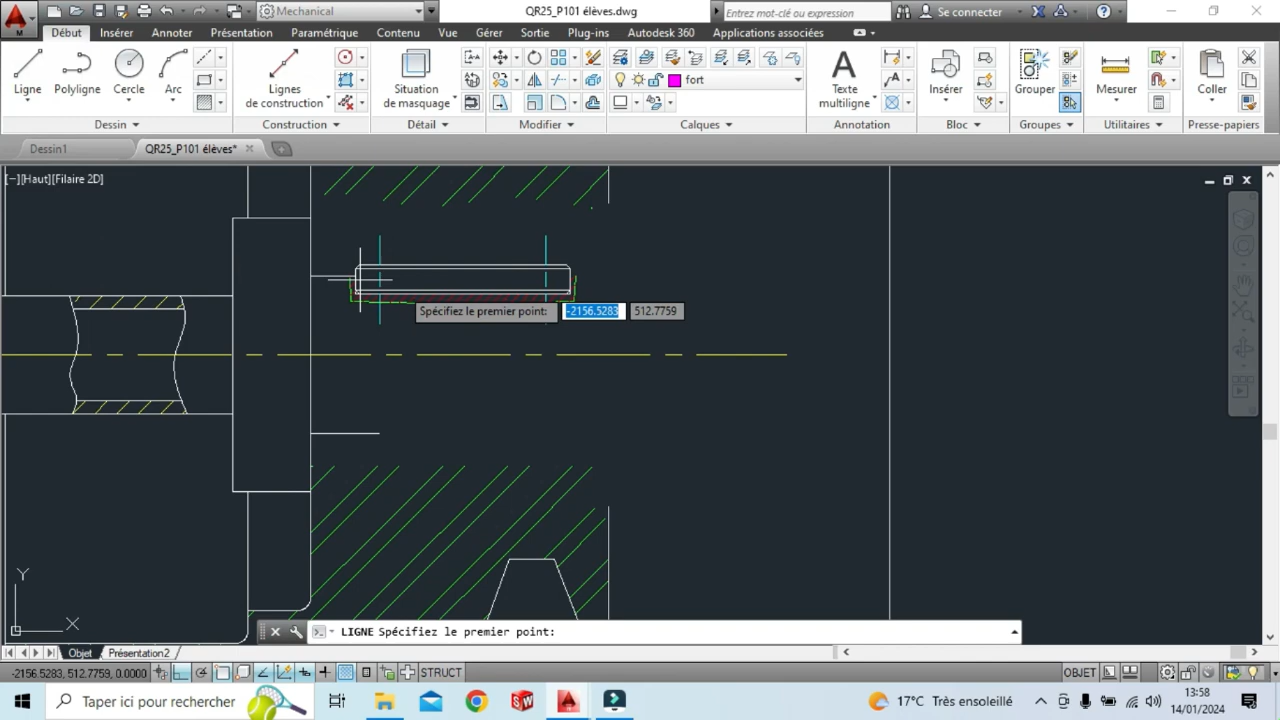 Mechanical
QR25_P101 élèves.dwg
Entrez mot-clé ou expression
Se connecter
M
Début
Insérer
Annoter
Présentation
Paramétrique
Contenu
Vue
Gérer
Sortie
Plug-ins
Autodesk 360
Applications associées
Ligne
Polyligne
Cercle
Arc
Lignes
de construction
Situation
de masquage
fort
Texte
multiligne
Insérer
Grouper
Mesurer
Coller
Dessin
Construction
Détail
Modifier
Calques
Annotation
Bloc
Groupes
Utilitaires
Presse-papiers
Dessin1
QR25_P101 élèves*
[−][Haut][Filaire 2D]
Spécifiez le premier point:
-2156.5283
512.7759
Y
X
LIGNE Spécifiez le premier point:
Objet
Présentation2
-2156.5283, 512.7759, 0.0000
STRUCT
OBJET
Taper ici pour rechercher
17°C Très ensoleillé
13:58
14/01/2024